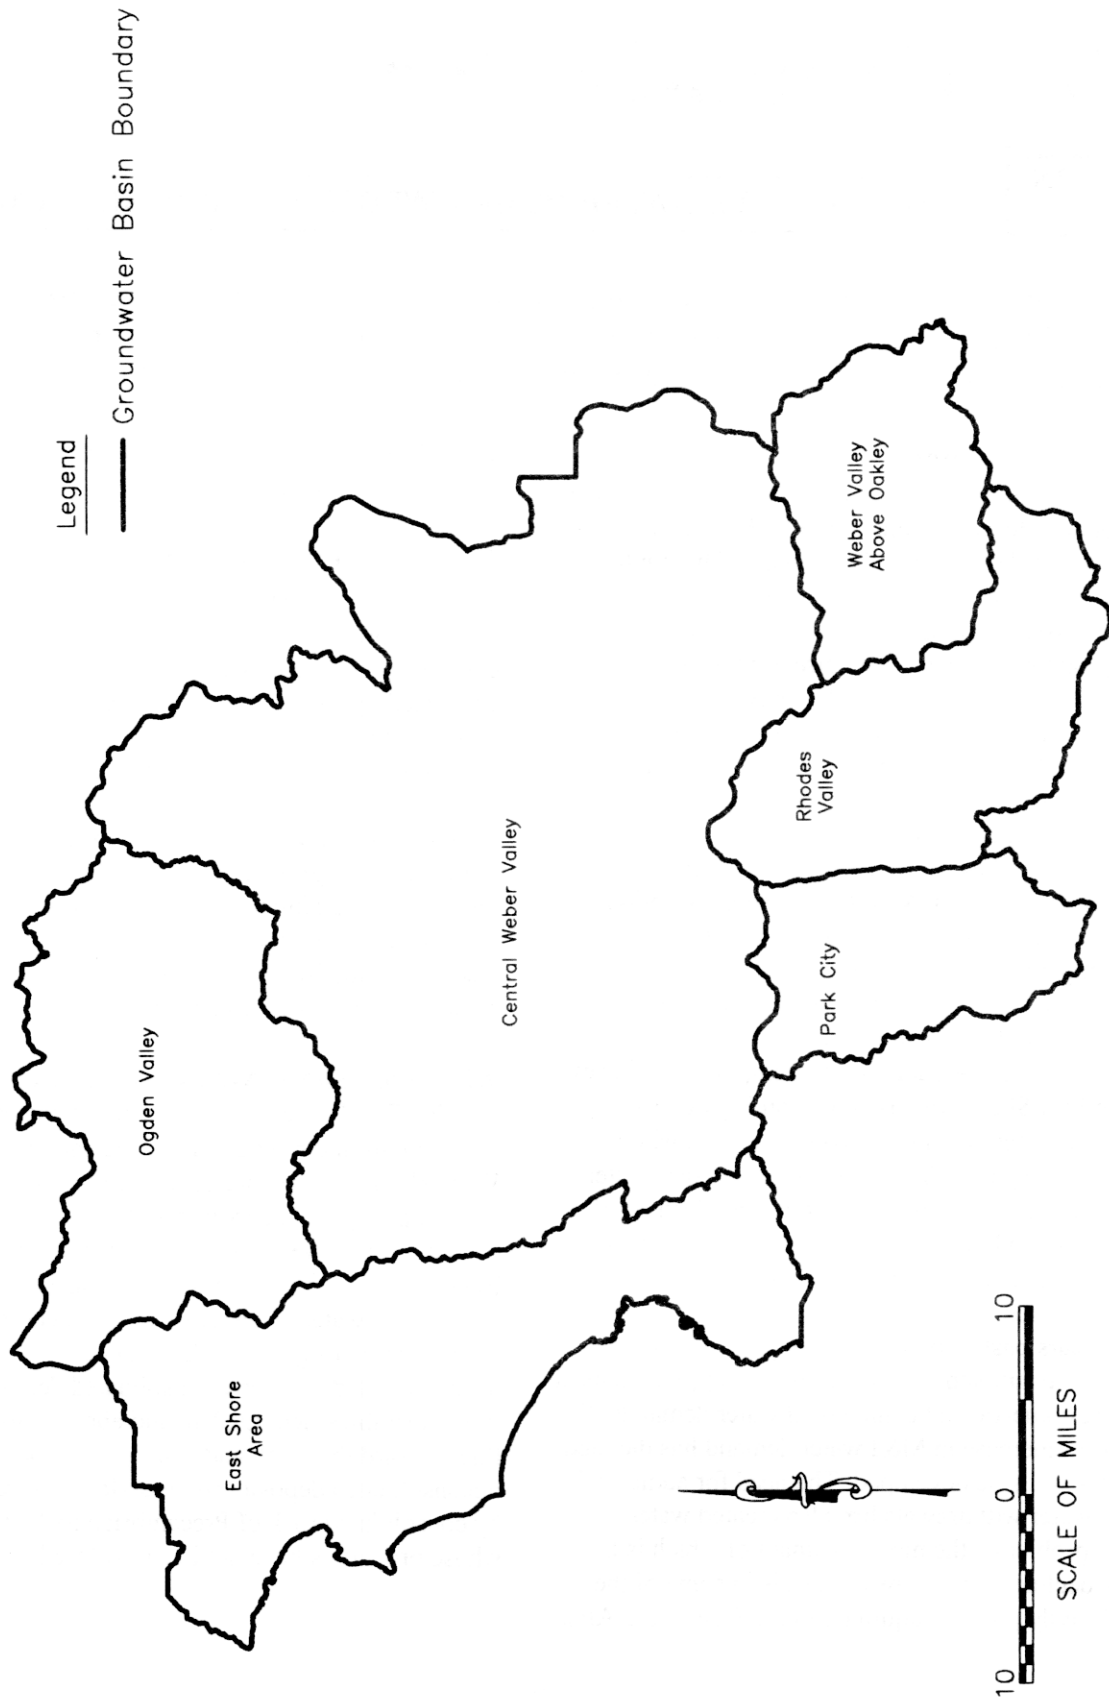 Legend
Groundwater Basin Boundary
Ogden Valley
East Shore
Area
Central Weber Valley
Weber Valley
Above Oakley
Rhodes
Valley
Park City
10 0 10
SCALE OF MILES